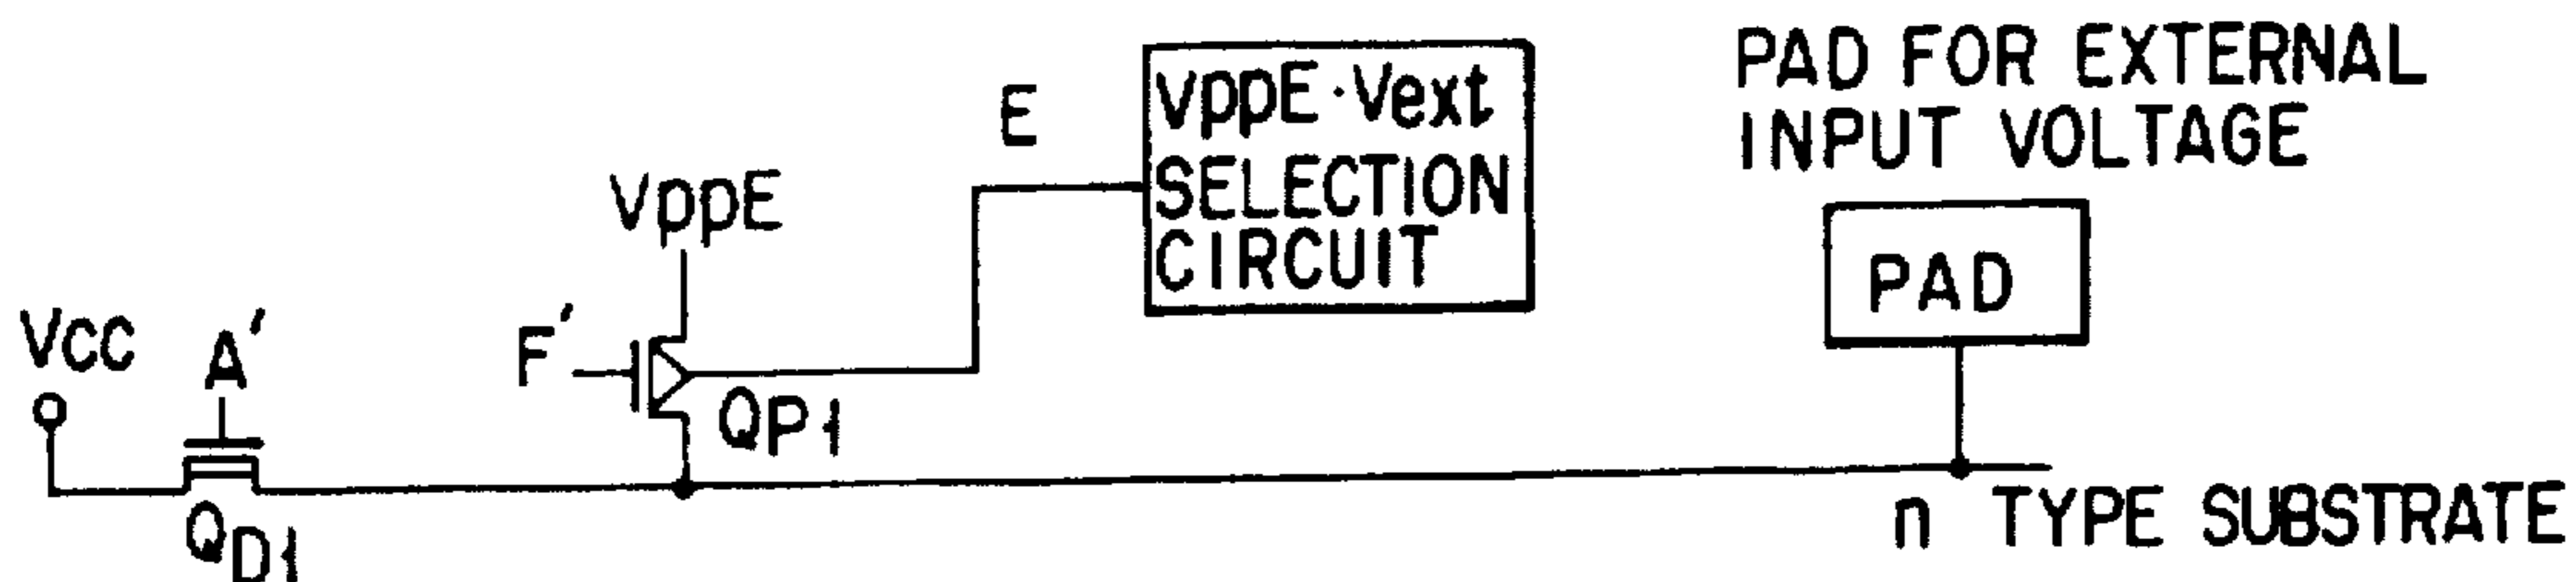 PAD FOR EXTERNAL
INPUT VOLTAGE
VppE·Vext
SELECTION
CIRCUIT
E
VppE
PAD
F'
VCC
A'
QP1
QD1
n TYPE SUBSTRATE